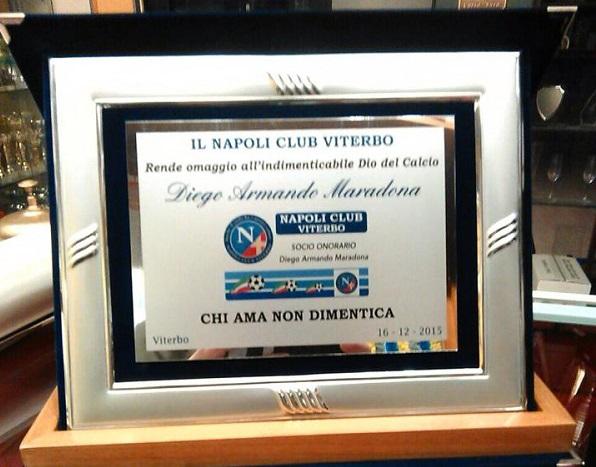 IL NAPOLI CLUB VITERBO
Rende omaggio all'indimenticabile Dio del Calcio
Diego Armando Maradona
N
NAPOLI CLUB
VITERBO
SOCIO ONORARIO
Diego Armando Maradona
N
CHI AMA NON DIMENTICA
Viterbo
16 - 12 - 2015